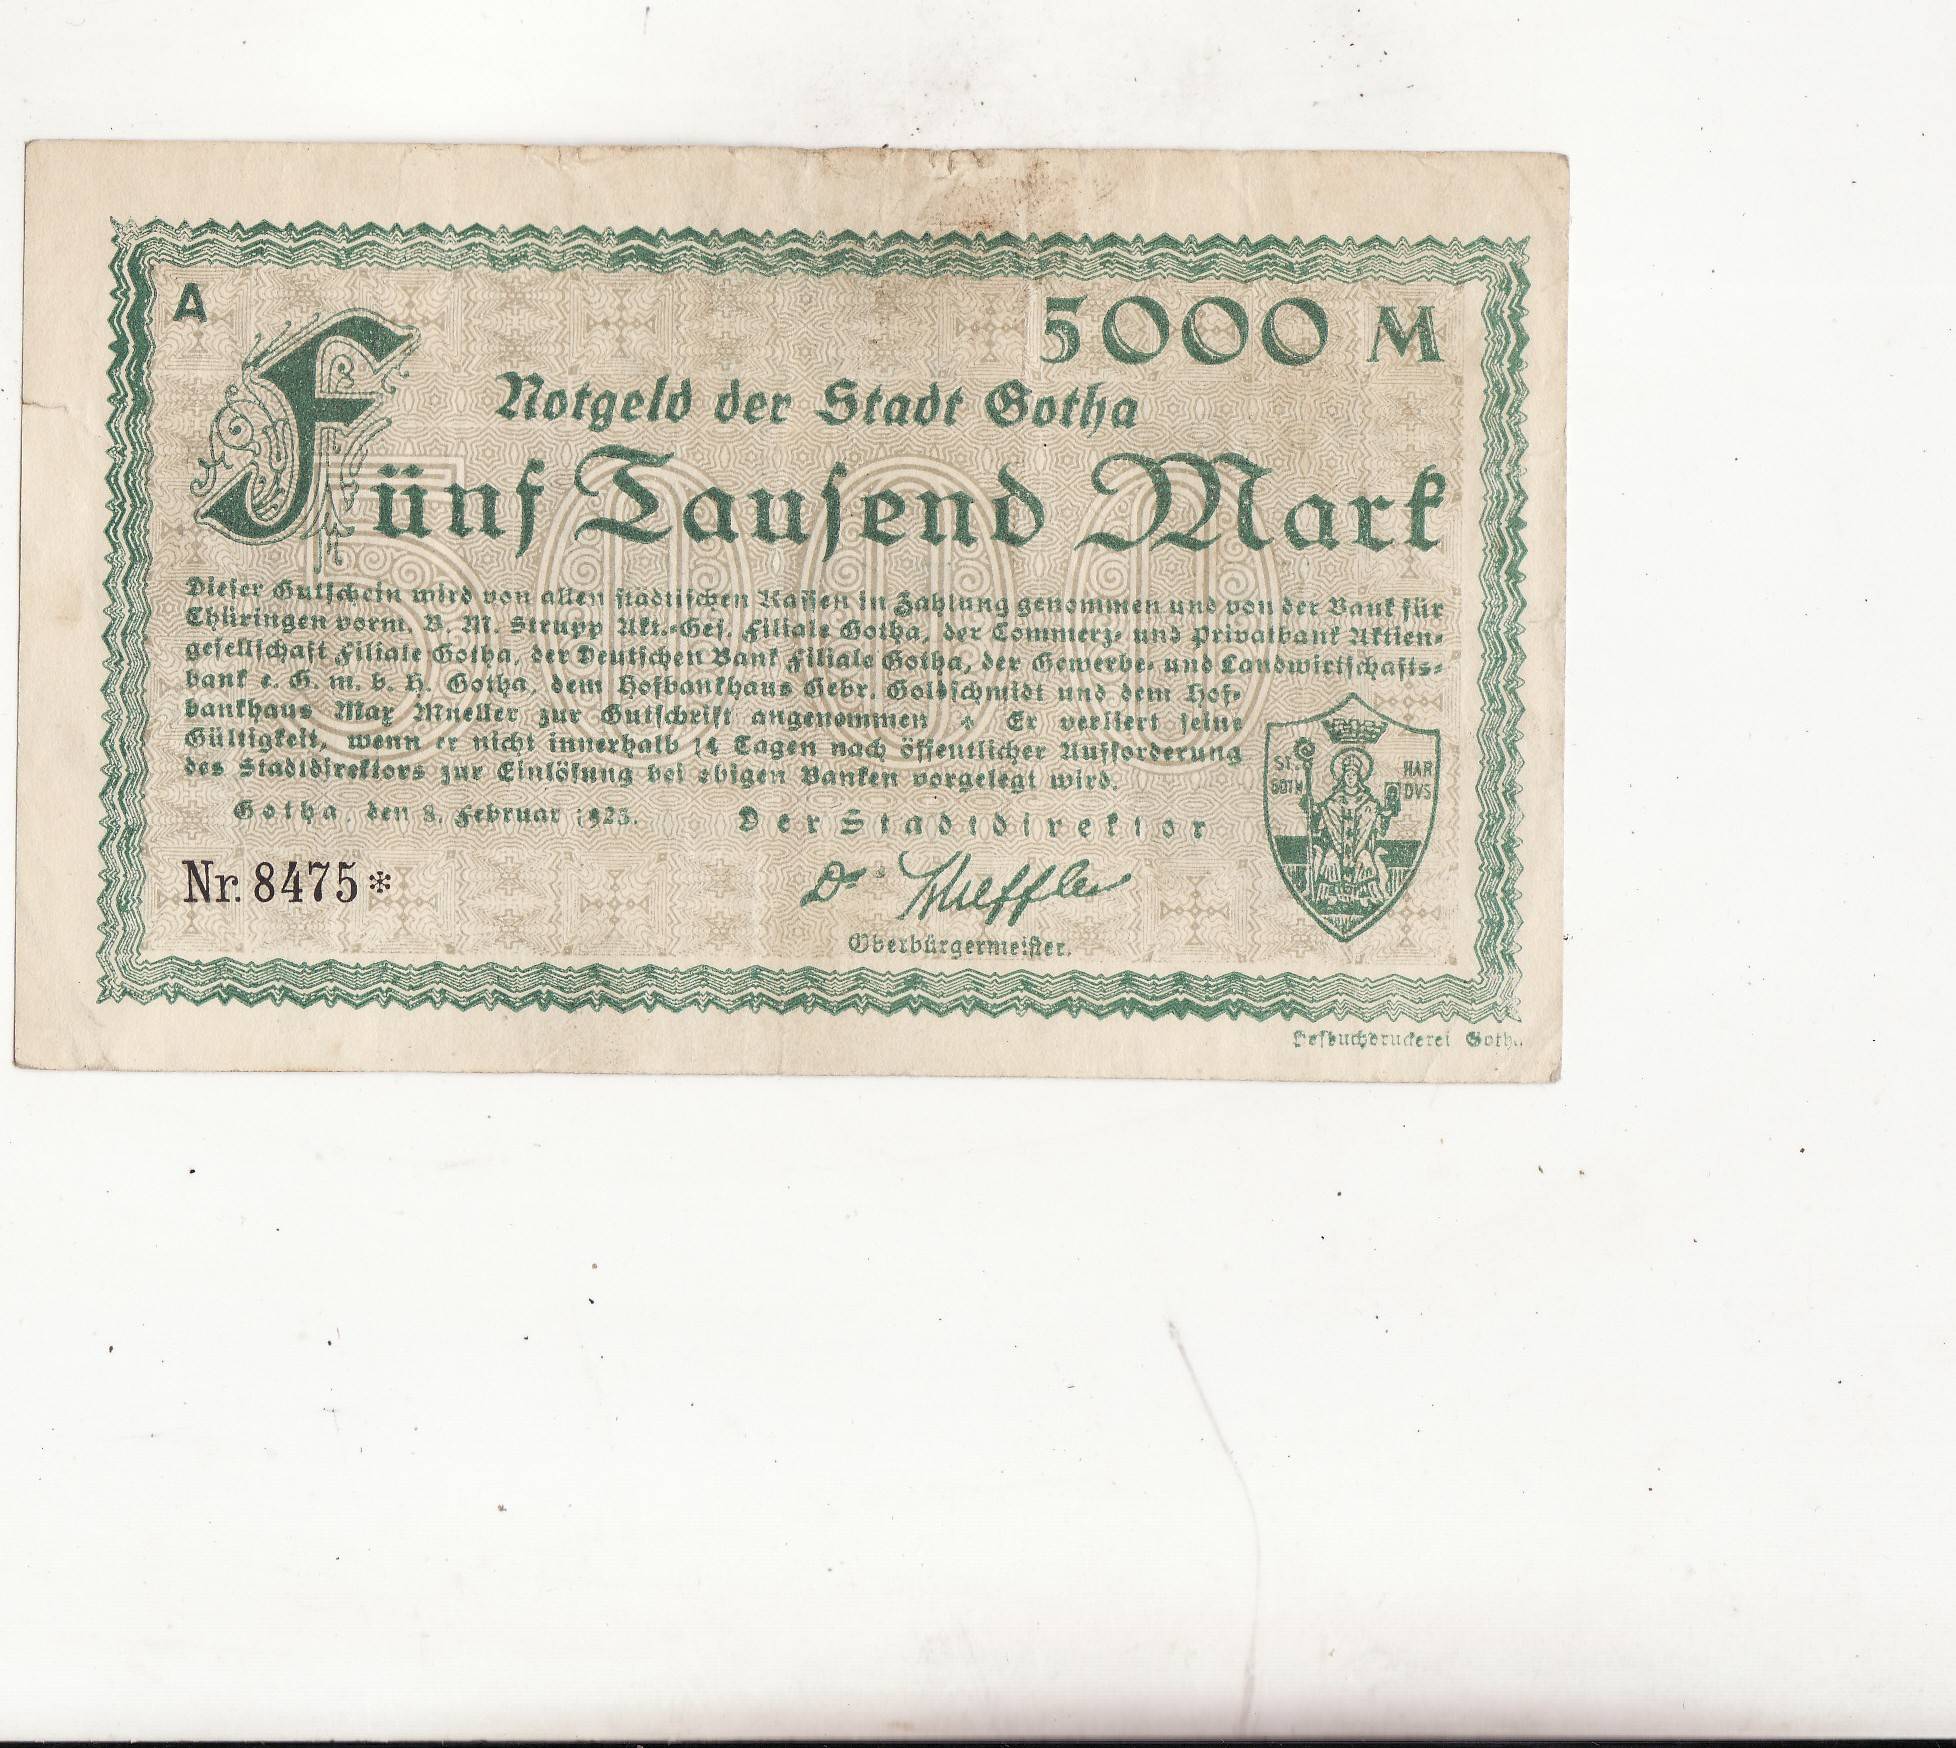 A
5000 M
Notgeld der Stadt Gotha
Fünf Tausend Mark
Dieser Gutschein wird von allen städtischen Kassen in Zahlung genommen und von der Bank für
Thüringen vorm. B. M. Strupp Akt.-Ges. Filiale Gotha, der Commerz- und Privatbank Aktien-
gesellschaft Filiale Gotha, der Deutschen Bank Filiale Gotha, der Gewerbe- und Landwirtschafts-
bank e. G. m. b. H. Gotha, dem Hofbankhaus Gebr. Goldschmidt und dem Hof-
bankhaus Max Mueller zur Gutschrift angenommen + Er verliert seine
Gültigkeit, wenn er nicht innerhalb 14 Tagen nach öffentlicher Aufforderung
des Stadtdirektors zur Einlösung bei obigen Banken vorgelegt wird.
Gotha, den 8. Februar 1923.
Der Stadtdirektor
ST. GOTH HAR DVS
Nr. 8475*
Dr
Oberbürgermeister.
Hofbuchdruckerei Gotha